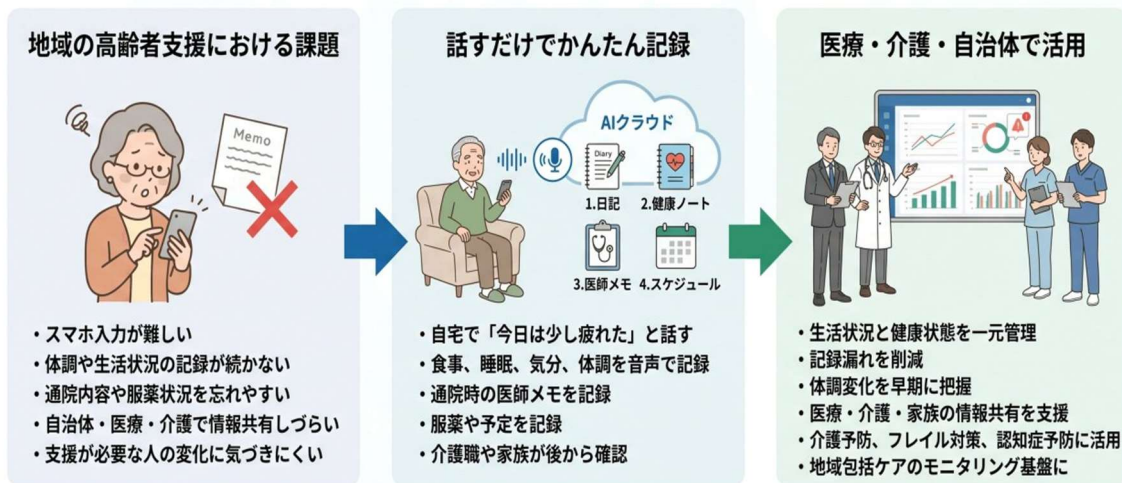 地域の高齢者支援における課題
Memo
・スマホ入力が難しい
・体調や生活状況の記録が続かない
・通院内容や服薬状況を忘れやすい
・自治体・医療・介護で情報共有しづらい
・支援が必要な人の変化に気づきにくい
話すだけでかんたん記録
AIクラウド
Diary
1.日記
2.健康ノート
3.医師メモ
4.スケジュール
・自宅で「今日は少し疲れた」と話す
・食事、睡眠、気分、体調を音声で記録
・通院時の医師メモを記録
・服薬や予定を記録
・介護職や家族が後から確認
医療・介護・自治体で活用
・生活状況と健康状態を一元管理
・記録漏れを削減
・体調変化を早期に把握
・医療・介護・家族の情報共有を支援
・介護予防、フレイル対策、認知症予防に活用
・地域包括ケアのモニタリング基盤に